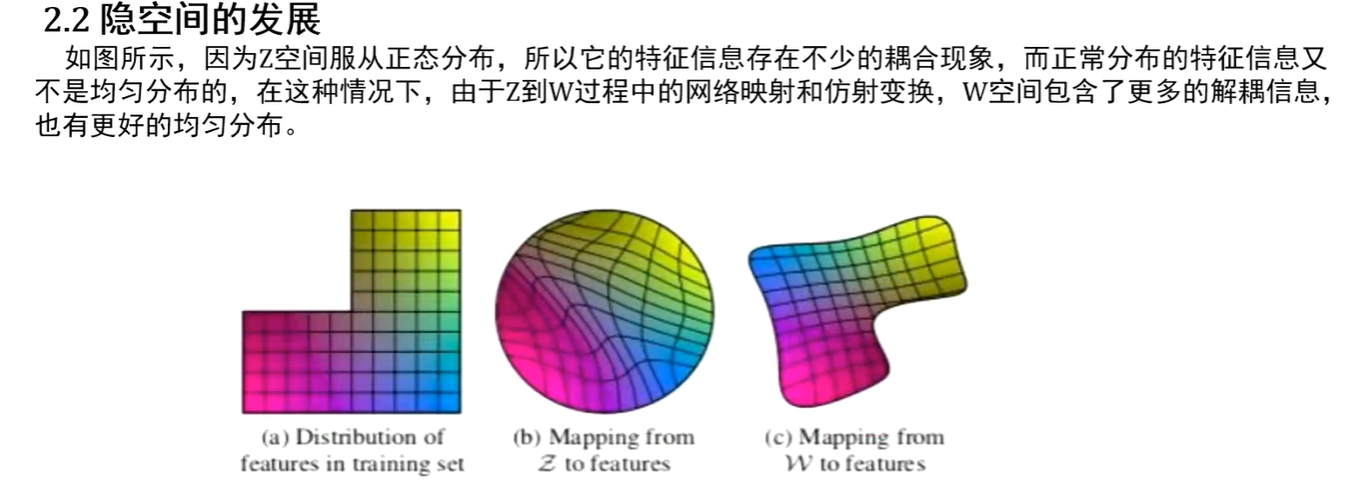 2.2 隐空间的发展
如图所示，因为Z空间服从正态分布，所以它的特征信息存在不少的耦合现象，而正常分布的特征信息又
不是均匀分布的，在这种情况下，由于Z到W过程中的网络映射和仿射变换，W空间包含了更多的解耦信息，
也有更好的均匀分布。
(a) Distribution of
features in training set
(b) Mapping from
𝒵 to features
(c) Mapping from
𝒲 to features